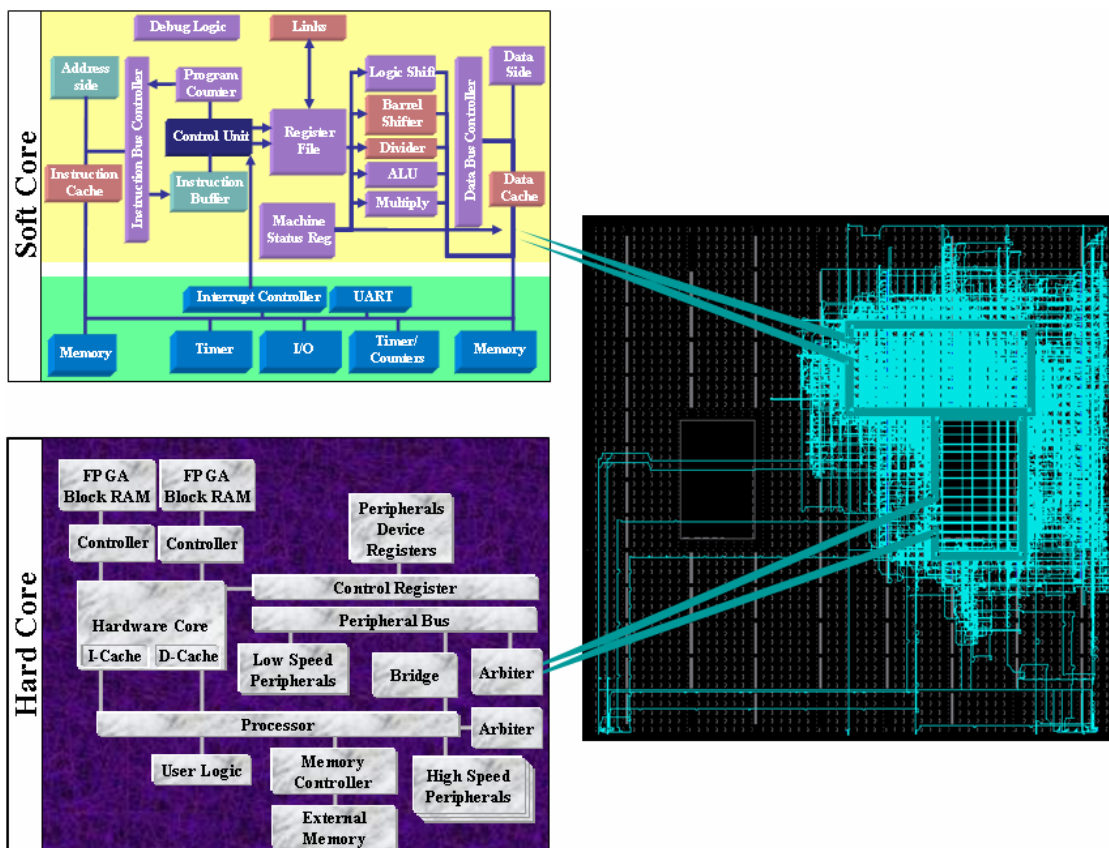 Soft Core
Debug Logic
Links
Address
side
Instruction Bus Controller
Program
Counter
Control Unit
Instruction
Cache
Instruction
Buffer
Register
File
Logic Shift
Barrel
Shifter
Divider
ALU
Multiply
Machine
Status Reg
Data Bus Controller
Data
Side
Data
Cache
Interrupt Controller
UART
Memory
Timer
I/O
Timer/
Counters
Memory
Hard Core
FPGA
Block RAM
FPGA
Block RAM
Controller
Controller
Peripherals
Device
Registers
Control Register
Hardware Core
I-Cache
D-Cache
Peripheral Bus
Low Speed
Peripherals
Bridge
Arbiter
Processor
Arbiter
User Logic
Memory
Controller
High Speed
Peripherals
External
Memory